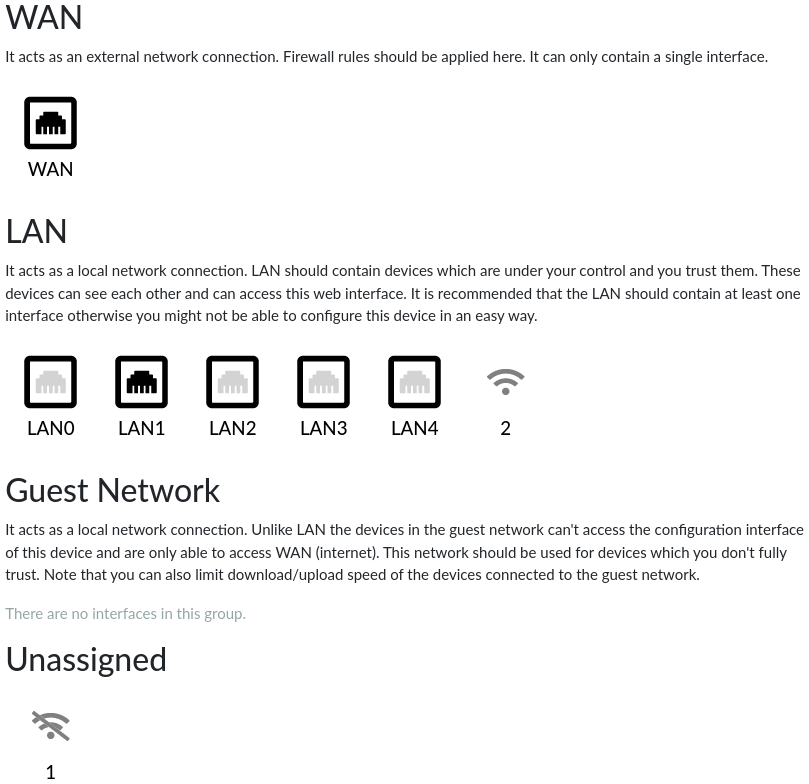 WAN
It acts as an external network connection. Firewall rules should be applied here. It can only contain a single interface.
WAN
LAN
It acts as a local network connection. LAN should contain devices which are under your control and you trust them. These
devices can see each other and can access this web interface. It is recommended that the LAN should contain at least one
interface otherwise you might not be able to configure this device in an easy way.
LAN0 LAN1 LAN2 LAN3 LAN4 2
Guest Network
It acts as a local network connection. Unlike LAN the devices in the guest network can't access the configuration interface
of this device and are only able to access WAN (internet). This network should be used for devices which you don't fully
trust. Note that you can also limit download/upload speed of the devices connected to the guest network.
There are no interfaces in this group.
Unassigned
1